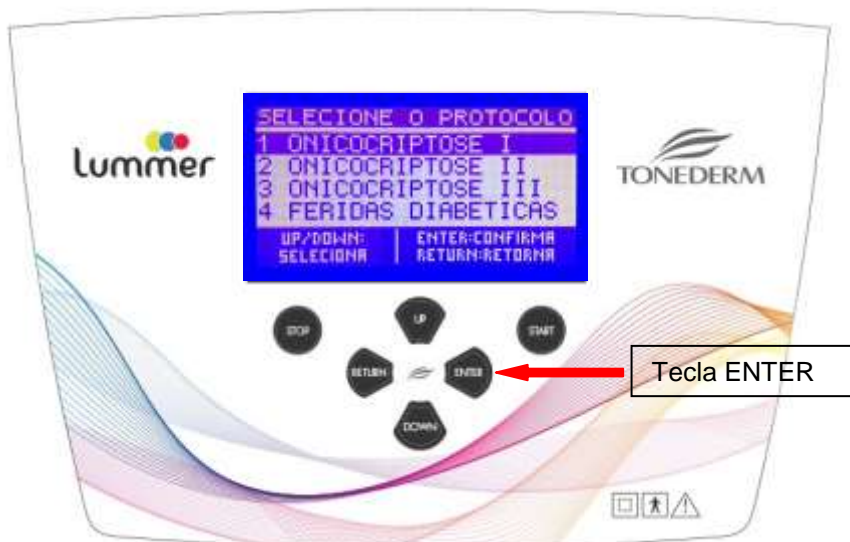 SELECIONE O PROTOCOLO
1 ONICOCRIPTOSE I
2 ONICOCRIPTOSE II
3 ONICOCRIPTOSE III
4 FERIDAS DIABETICAS
UP/DOWN:
SELECIONA
ENTER:CONFIRMA
RETURN:RETORNA
Lummer
TONEDERM
STOP
UP
START
RETURN
ENTER
DOWN
Tecla ENTER